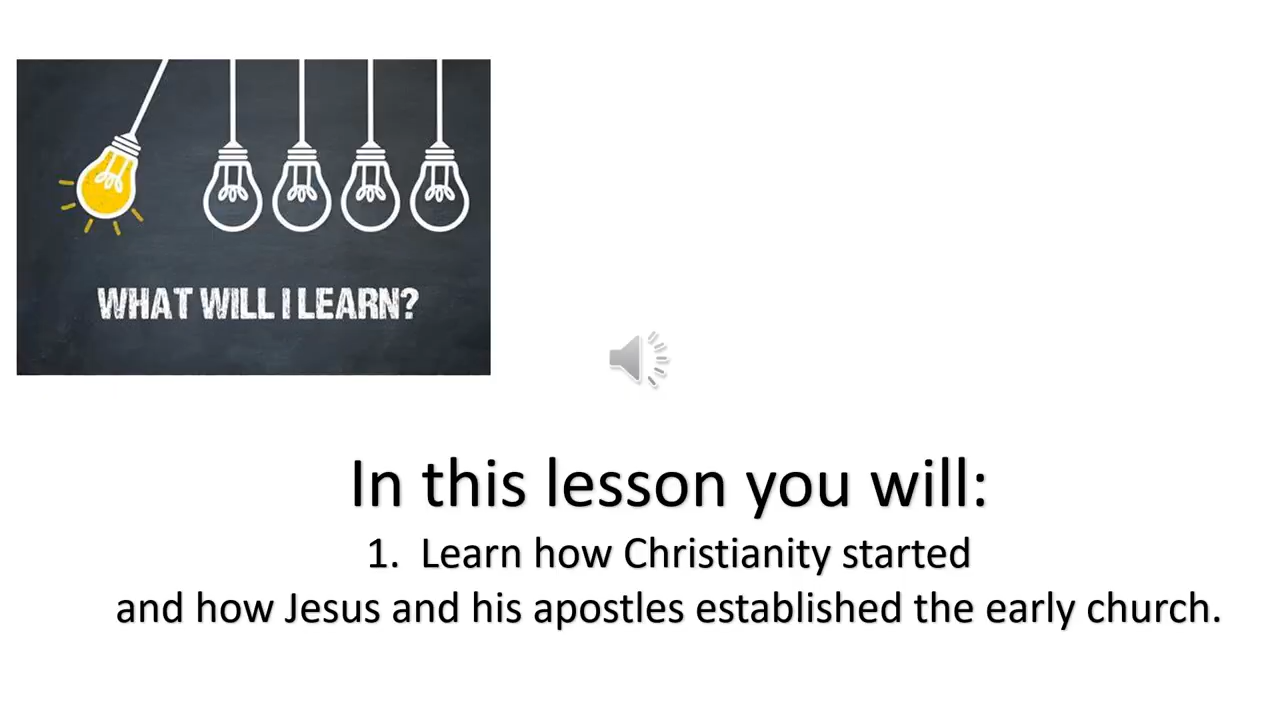 WHAT WILL I LEARN?
In this lesson you will:
1. Learn how Christianity started
and how Jesus and his apostles established the early church.